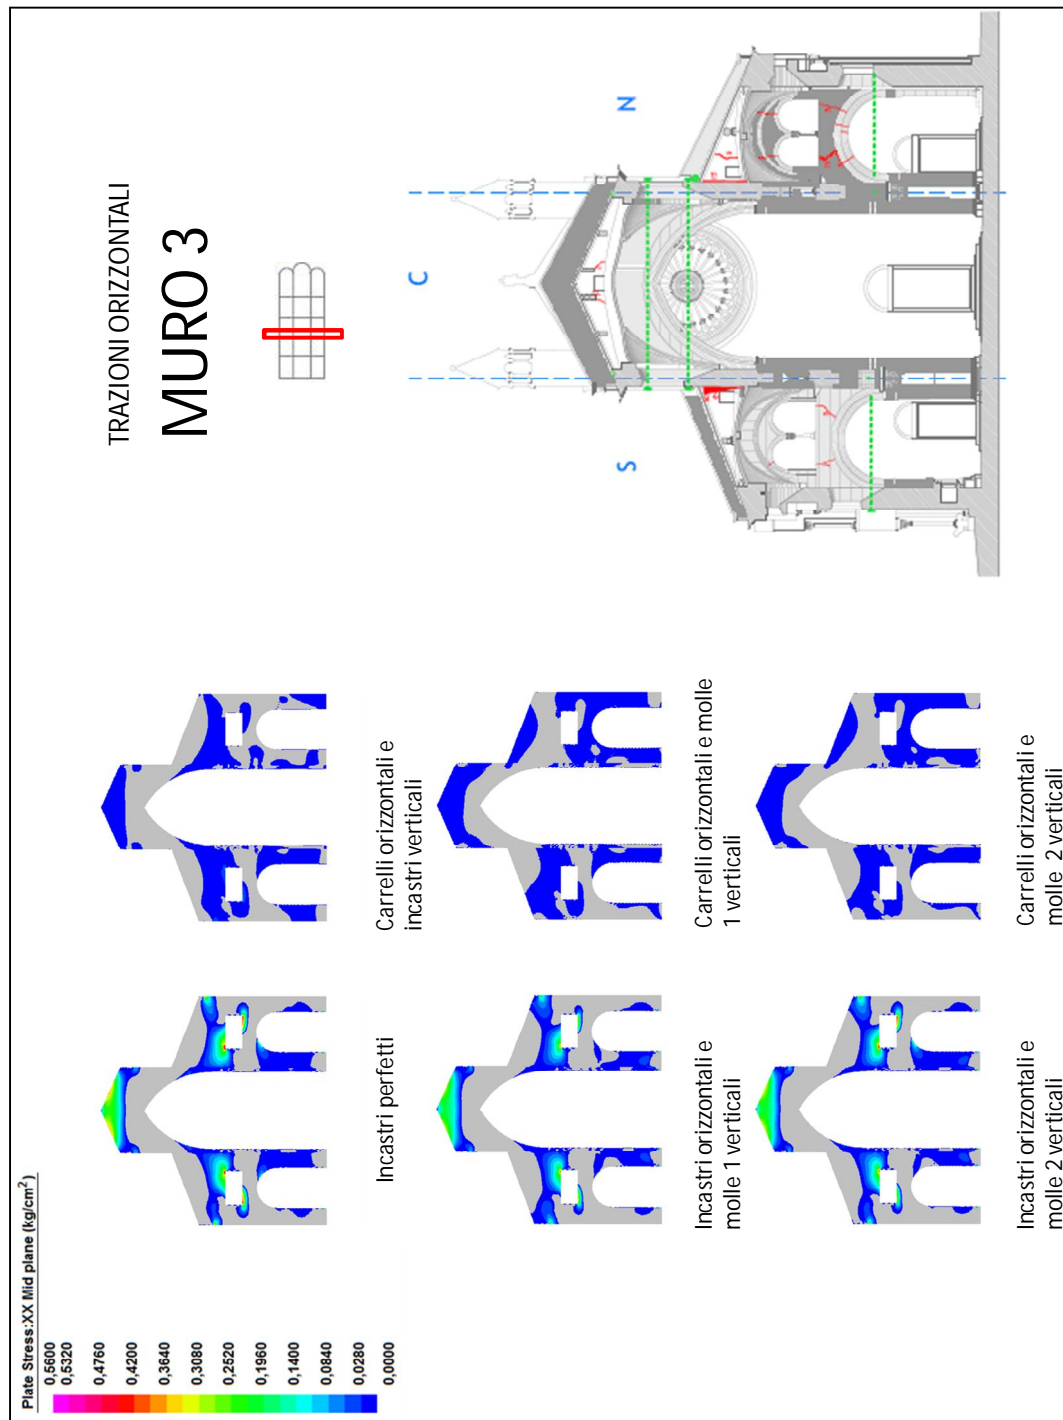 TRAZIONI ORIZZONTALI
MURO 3
Plate Stress:XX Mid plane (kg/cm²)
0,5600
0,5320
0,4760
0,4200
0,3640
0,3080
0,2520
0,1960
0,1400
0,0840
0,0280
0,0000
Incastri perfetti
Carrelli orizzontali e
incastri verticali
Incastri orizzontali e
molle 1 verticali
Carrelli orizzontali e molle
1 verticali
Incastri orizzontali e
molle 2 verticali
Carrelli orizzontali e
molle 2 verticali
S
C
N